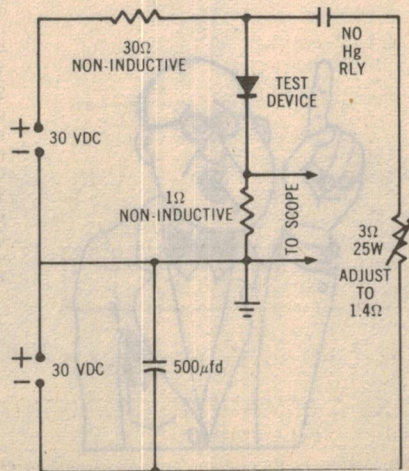 30Ω
NON-INDUCTIVE
NO
Hg
RLY
TEST
DEVICE
+
30 VDC
−
1Ω
NON-INDUCTIVE
TO SCOPE
3Ω
25W
ADJUST
TO
1.4Ω
+
30 VDC
−
500µfd